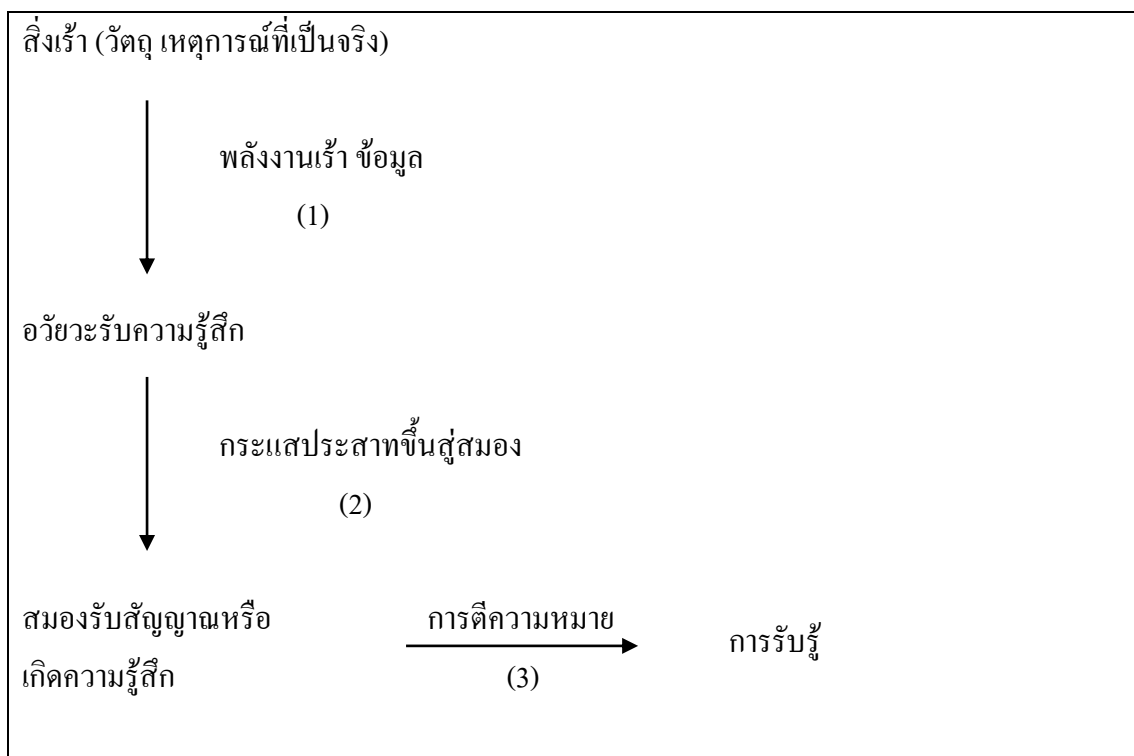 สิ่งเร้า (วัตถุ เหตุการณ์ที่เป็นจริง)
พลังงานเร้า ข้อมูล
(1)
อวัยวะรับความรู้สึก
กระแสประสาทขึ้นสู่สมอง
(2)
สมองรับสัญญาณหรือ
เกิดความรู้สึก
การตีความหมาย
(3)
การรับรู้